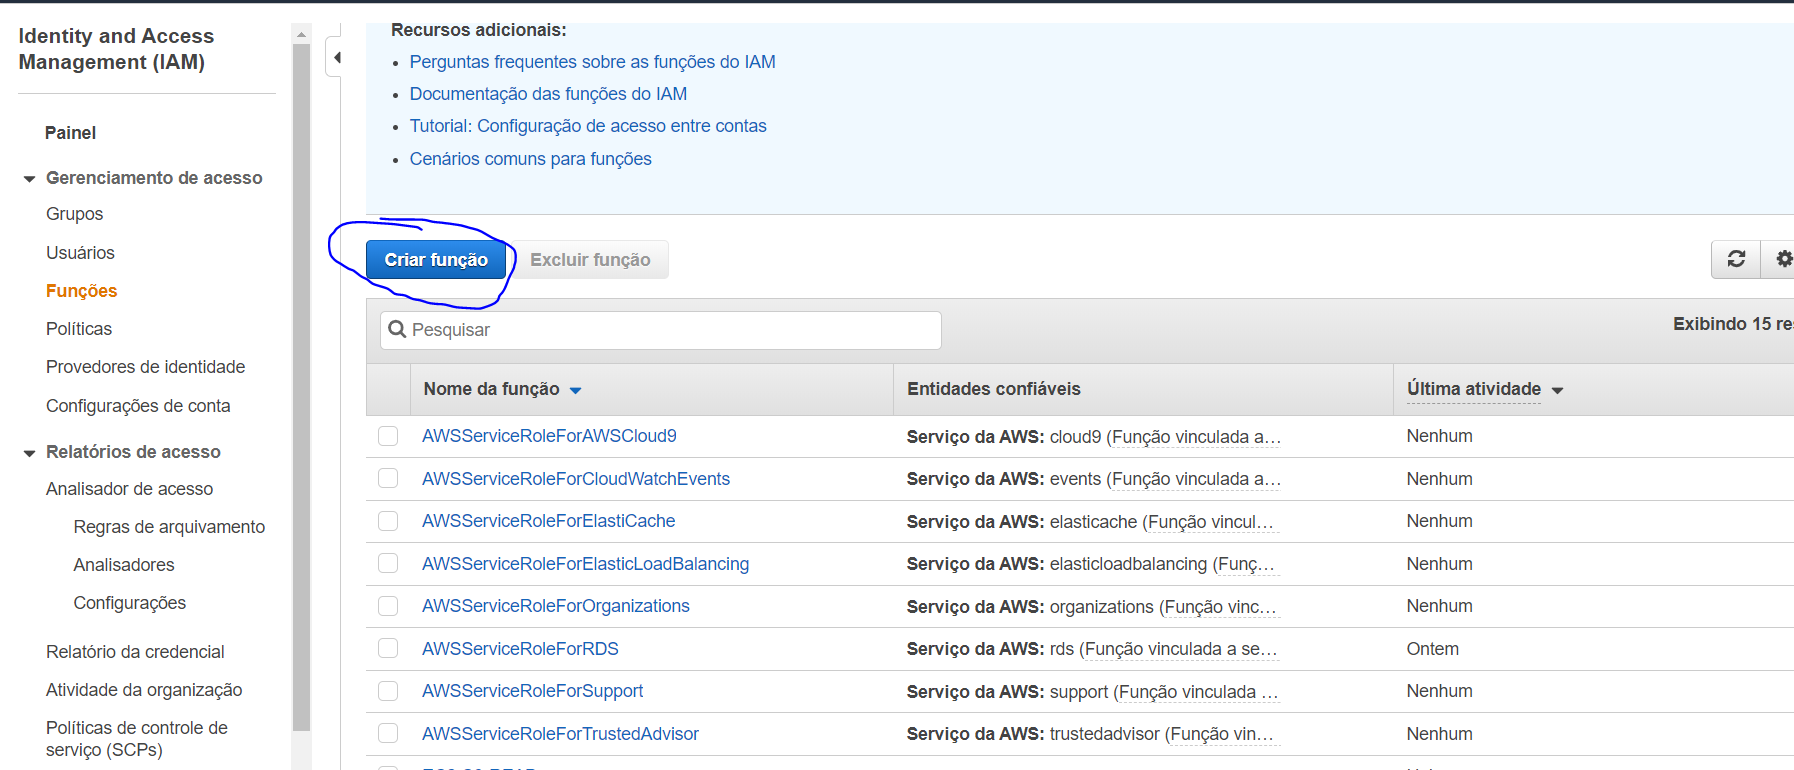 Identity and Access
Management (IAM)
Painel
Gerenciamento de acesso
Grupos
Usuários
Funções
Políticas
Provedores de identidade
Configurações de conta
Relatórios de acesso
Analisador de acesso
Regras de arquivamento
Analisadores
Configurações
Relatório da credencial
Atividade da organização
Políticas de controle de
serviço (SCPs)
Recursos adicionais:
• Perguntas frequentes sobre as funções do IAM
• Documentação das funções do IAM
• Tutorial: Configuração de acesso entre contas
• Cenários comuns para funções
Criar função Excluir função
Pesquisar
Exibindo 15 re
Nome da função Entidades confiáveis Última atividade
AWSServiceRoleForAWSCloud9 Serviço da AWS: cloud9 (Função vinculada a… Nenhum
AWSServiceRoleForCloudWatchEvents Serviço da AWS: events (Função vinculada a… Nenhum
AWSServiceRoleForElastiCache Serviço da AWS: elasticache (Função vincul… Nenhum
AWSServiceRoleForElasticLoadBalancing Serviço da AWS: elasticloadbalancing (Funç… Nenhum
AWSServiceRoleForOrganizations Serviço da AWS: organizations (Função vinc… Nenhum
AWSServiceRoleForRDS Serviço da AWS: rds (Função vinculada a se… Ontem
AWSServiceRoleForSupport Serviço da AWS: support (Função vinculada … Nenhum
AWSServiceRoleForTrustedAdvisor Serviço da AWS: trustedadvisor (Função vin… Nenhum